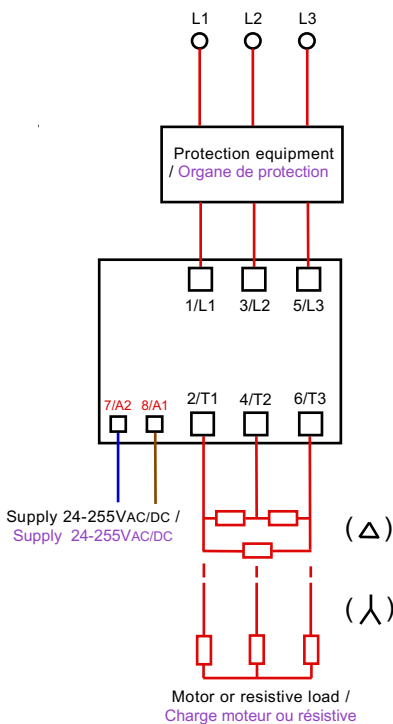 L1 L2 L3
Protection equipment
/ Organe de protection
1/L1 3/L2 5/L3
7/A2 8/A1 2/T1 4/T2 6/T3
Supply 24-255VAC/DC /
Supply 24-255VAC/DC
(△)
(⅄)
Motor or resistive load /
Charge moteur ou résistive